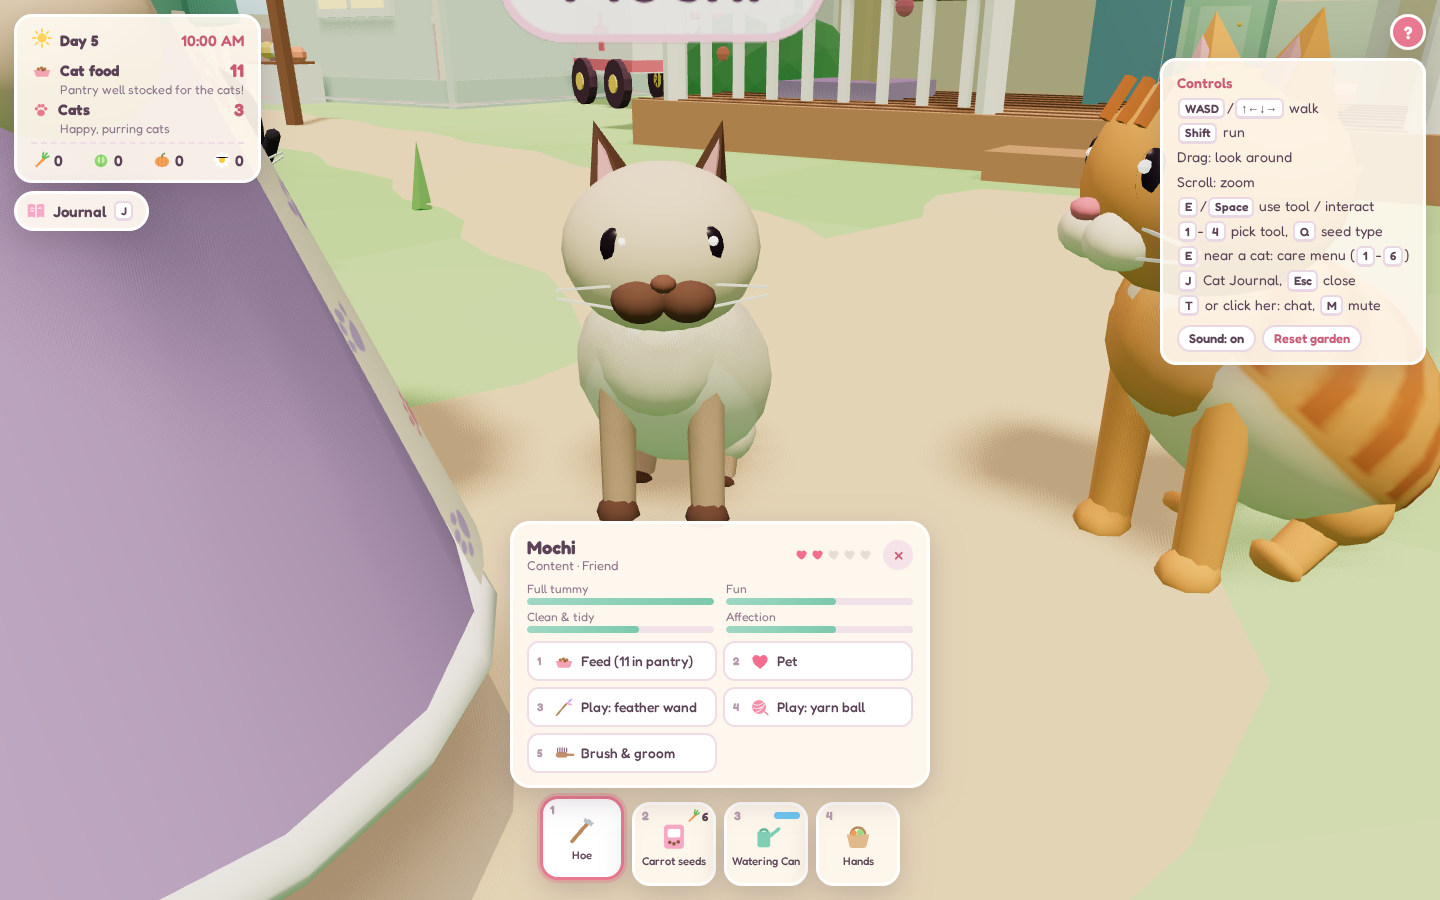 Day 5
10:00 AM
Cat food
11
Pantry well stocked for the cats!
Cats
3
Happy, purring cats
0
0
0
0
Journal
J
?
Controls
WASD / ↑←↓→ walk
Shift run
Drag: look around
Scroll: zoom
E / Space use tool / interact
1 - 4 pick tool, Q seed type
E near a cat: care menu ( 1 - 6 )
J Cat Journal, Esc close
T or click her: chat, M mute
Sound: on
Reset garden
Mochi
Content · Friend
Full tummy
Fun
Clean & tidy
Affection
1 Feed (11 in pantry)
2 Pet
3 Play: feather wand
4 Play: yarn ball
5 Brush & groom
1
Hoe
2
6
Carrot seeds
3
Watering Can
4
Hands